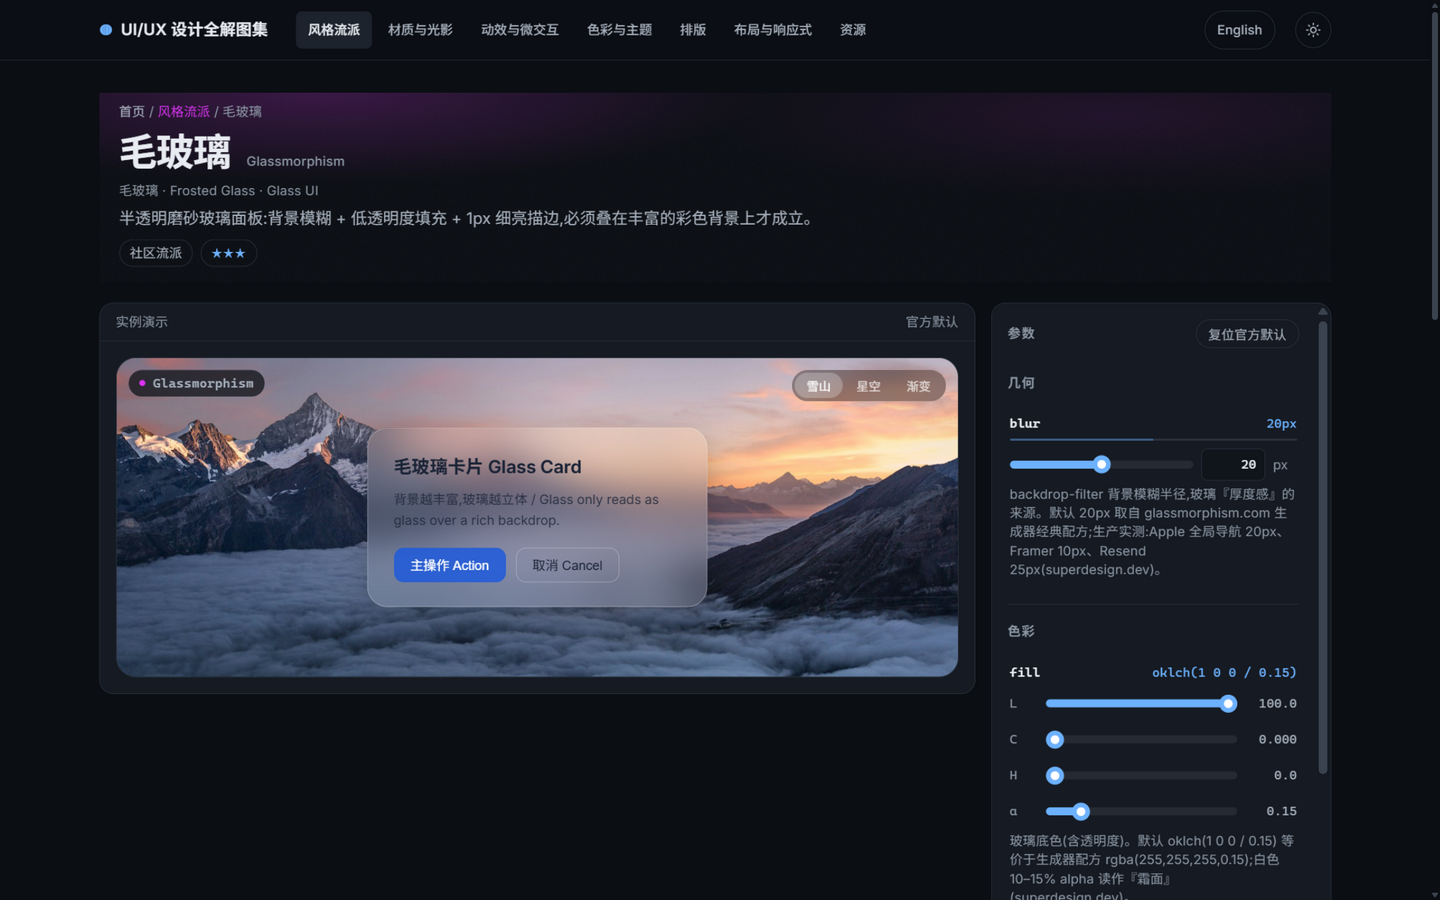 UI/UX 设计全解图集
风格流派
材质与光影
动效与微交互
色彩与主题
排版
布局与响应式
资源
English
首页 / 风格流派 / 毛玻璃
毛玻璃 Glassmorphism
毛玻璃 · Frosted Glass · Glass UI
半透明磨砂玻璃面板:背景模糊 + 低透明度填充 + 1px 细亮描边,必须叠在丰富的彩色背景上才成立。
社区流派 ★★★
实例演示 官方默认
Glassmorphism
雪山 星空 渐变
毛玻璃卡片 Glass Card
背景越丰富,玻璃越立体 / Glass only reads as
glass over a rich backdrop.
主操作 Action
取消 Cancel
参数 复位官方默认
几何
blur 20px
20 px
backdrop-filter 背景模糊半径,玻璃『厚度感』的
来源。默认 20px 取自 glassmorphism.com 生
成器经典配方;生产实测:Apple 全局导航 20px、
Framer 10px、Resend
25px(superdesign.dev)。
色彩
fill oklch(1 0 0 / 0.15)
L 100.0
C 0.000
H 0.0
α 0.15
玻璃底色(含透明度)。默认 oklch(1 0 0 / 0.15) 等
价于生成器配方 rgba(255,255,255,0.15);白色
10–15% alpha 读作『霜面』
(superdesign.dev)。